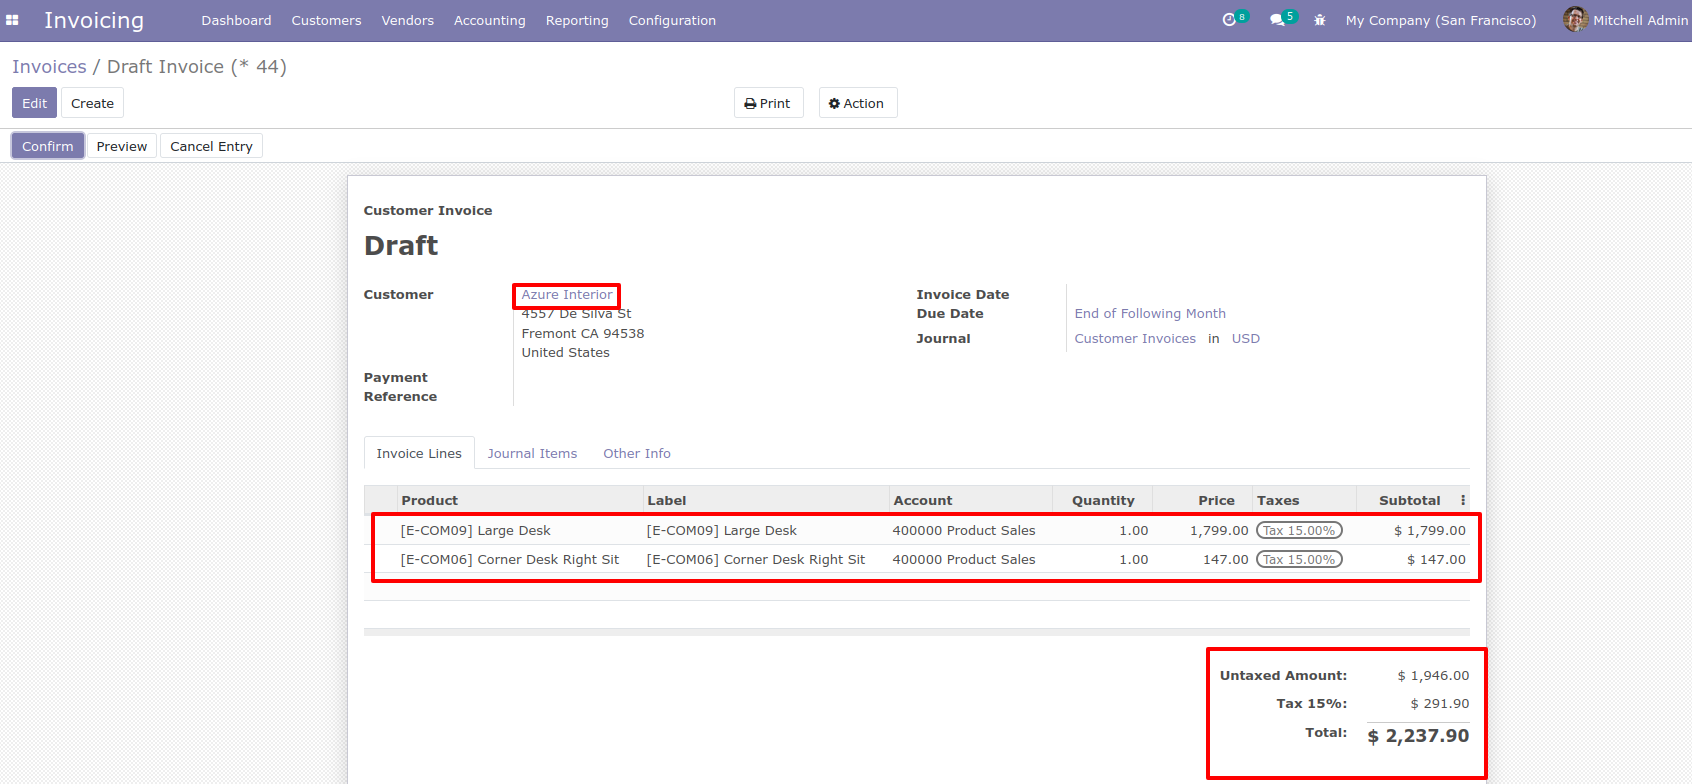 Invoicing Dashboard Customers Vendors Accounting Reporting Configuration 8 5 My Company (San Francisco) Mitchell Admin
Invoices / Draft Invoice (* 44)
Edit Create Print Action
Confirm Preview Cancel Entry
Customer Invoice
Draft
Customer Azure Interior Invoice Date
4557 De Silva St Due Date End of Following Month
Fremont CA 94538
Journal Customer Invoices in USD
United States
Payment
Reference
Invoice Lines Journal Items Other Info
Product Label Account Quantity Price Taxes Subtotal
[E-COM09] Large Desk [E-COM09] Large Desk 400000 Product Sales 1.00 1,799.00 Tax 15.00% $ 1,799.00
[E-COM06] Corner Desk Right Sit [E-COM06] Corner Desk Right Sit 400000 Product Sales 1.00 147.00 Tax 15.00% $ 147.00
Untaxed Amount: $ 1,946.00
Tax 15%: $ 291.90
Total: $ 2,237.90